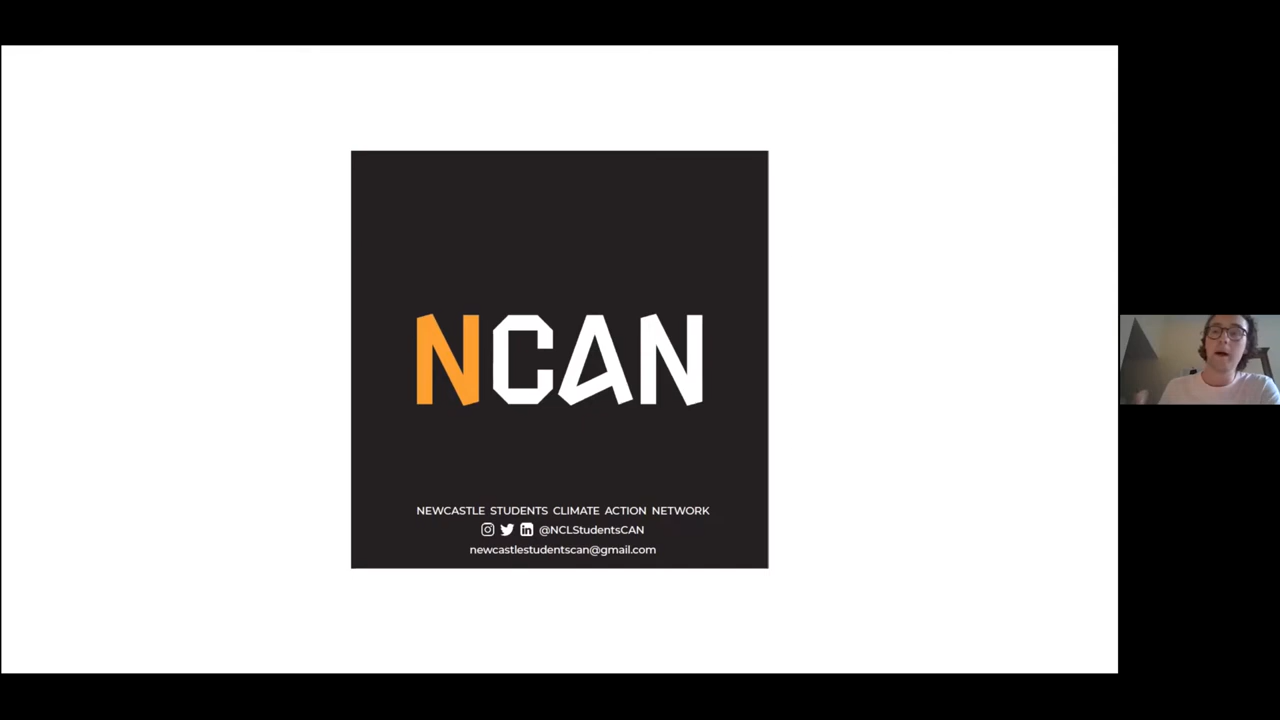 NCAN
NEWCASTLE STUDENTS CLIMATE ACTION NETWORK
@NCLStudentsCAN
newcastlestudentscan@gmail.com